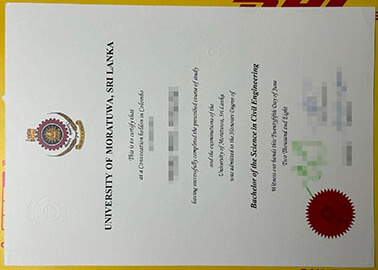 DHL
UNIVERSITY OF MORATUWA, SRI LANKA
This is to certify that
at a Convocation holden in Colombo
having successfully completed the prescribed course of study
and the examination of the
University of Moratuwa, Sri Lanka
was admitted to the Honours Degree of
Bachelor of the Science in Civil Engineering
Witness our hands this Twentyfifth Day of June
Two Thousand and Eight